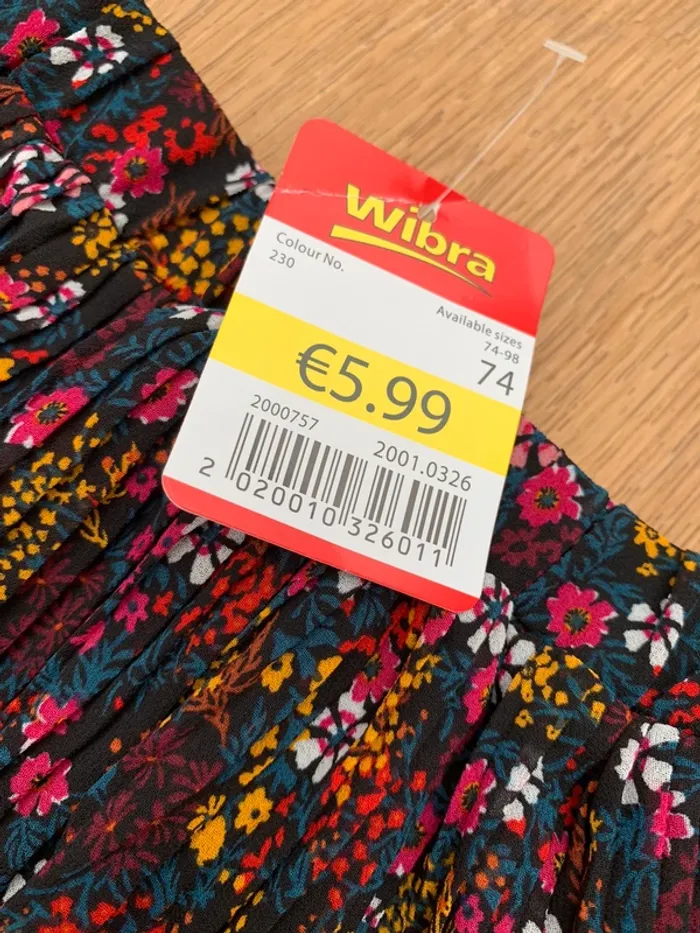 Wibra
Colour No.
230
Available sizes
74-98
74
€5.99
2000757
2001.0326
2 020010 326011